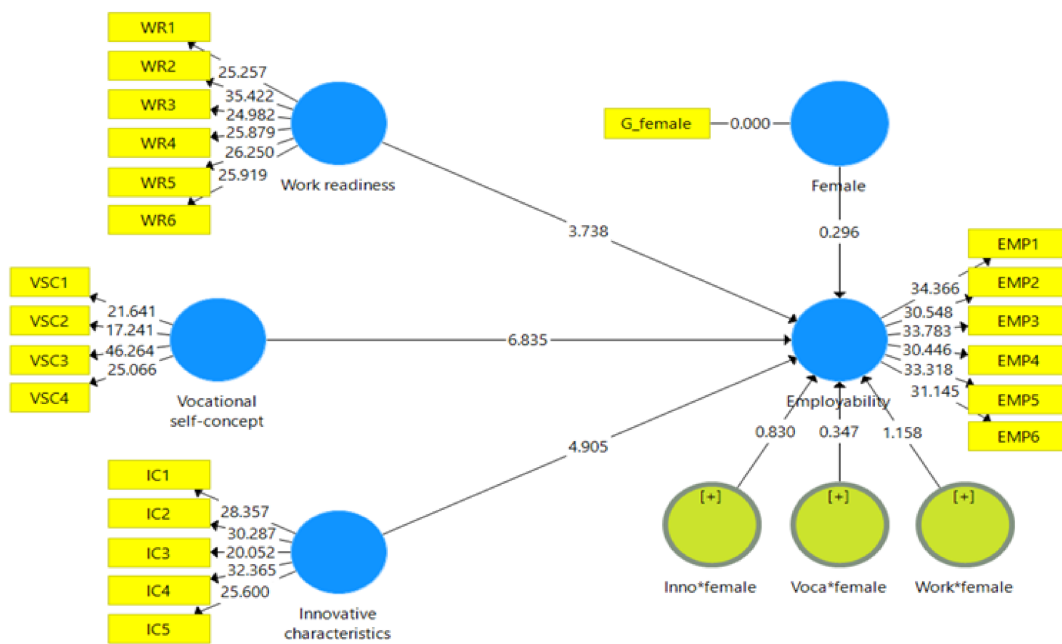 WR1
WR2
WR3
WR4
WR5
WR6
25.257
35.422
24.982
25.879
26.250
25.919
Work readiness
3.738
G_female
0.000
Female
0.296
VSC1
VSC2
VSC3
VSC4
21.641
17.241
46.264
25.066
Vocational
self-concept
6.835
Employability
EMP1
EMP2
EMP3
EMP4
EMP5
EMP6
34.366
30.548
33.783
30.446
33.318
31.145
IC1
IC2
IC3
IC4
IC5
28.357
30.287
20.052
32.365
25.600
Innovative
characteristics
4.905
0.830
0.347
1.158
[+]
[+]
[+]
Inno*female
Voca*female
Work*female